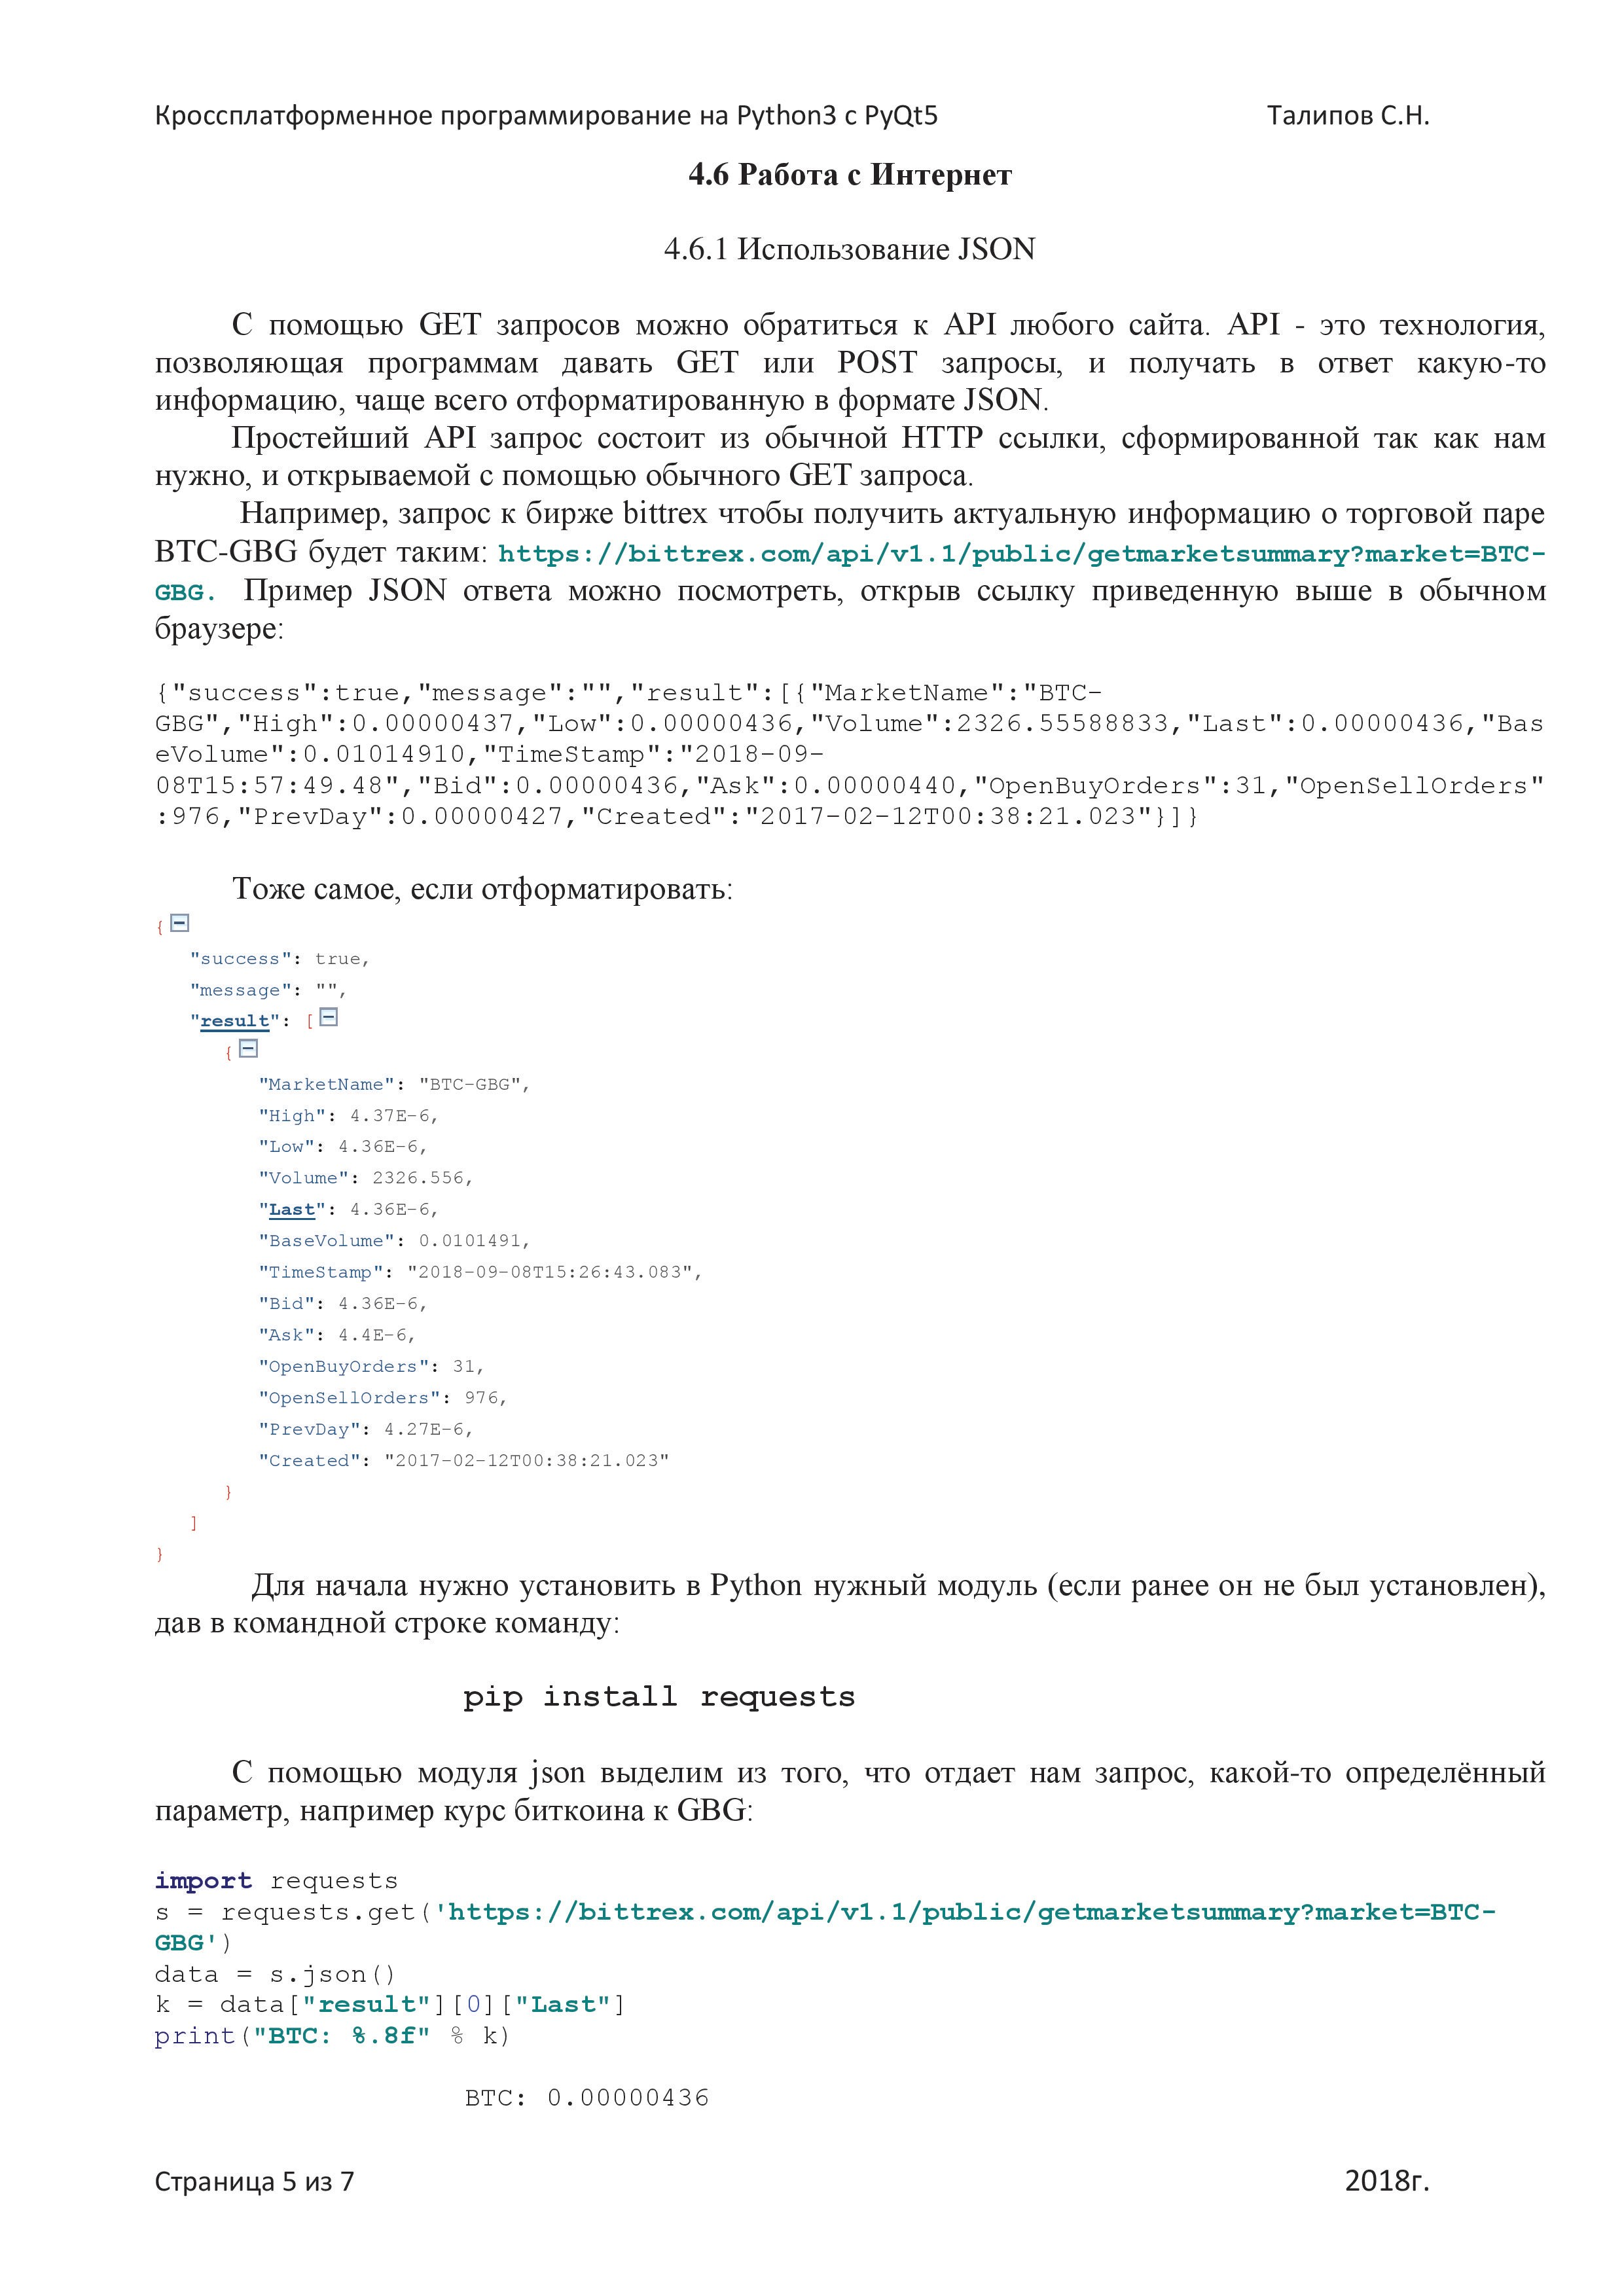 Кроссплатформенное программирование на Python3 с PyQt5 Талипов С.Н.
4.6 Работа с Интернет
4.6.1 Использование JSON
С помощью GET запросов можно обратиться к API любого сайта. API - это технология,
позволяющая программам давать GET или POST запросы, и получать в ответ какую-то
информацию, чаще всего отформатированную в формате JSON.
Простейший API запрос состоит из обычной HTTP ссылки, сформированной так как нам
нужно, и открываемой с помощью обычного GET запроса.
Например, запрос к бирже bittrex чтобы получить актуальную информацию о торговой паре
BTC-GBG будет таким: https://bittrex.com/api/v1.1/public/getmarketsummary?market=BTC-
GBG. Пример JSON ответа можно посмотреть, открыв ссылку приведенную выше в обычном
браузере:
{"success":true,"message":"","result":[{"MarketName":"BTC-
GBG","High":0.00000437,"Low":0.00000436,"Volume":2326.55588833,"Last":0.00000436,"Bas
eVolume":0.01014910,"TimeStamp":"2018-09-
08T15:57:49.48","Bid":0.00000436,"Ask":0.00000440,"OpenBuyOrders":31,"OpenSellOrders"
:976,"PrevDay":0.00000427,"Created":"2017-02-12T00:38:21.023"}]}
Тоже самое, если отформатировать:
{
"success": true,
"message": "",
"result": [
{
"MarketName": "BTC-GBG",
"High": 4.37E-6,
"Low": 4.36E-6,
"Volume": 2326.556,
"Last": 4.36E-6,
"BaseVolume": 0.0101491,
"TimeStamp": "2018-09-08T15:26:43.083",
"Bid": 4.36E-6,
"Ask": 4.4E-6,
"OpenBuyOrders": 31,
"OpenSellOrders": 976,
"PrevDay": 4.27E-6,
"Created": "2017-02-12T00:38:21.023"
}
]
}
Для начала нужно установить в Python нужный модуль (если ранее он не был установлен),
дав в командной строке команду:
pip install requests
С помощью модуля json выделим из того, что отдает нам запрос, какой-то определённый
параметр, например курс биткоина к GBG:
import requests
s = requests.get('https://bittrex.com/api/v1.1/public/getmarketsummary?market=BTC-
GBG')
data = s.json()
k = data["result"][0]["Last"]
print("BTC: %.8f" % k)
BTC: 0.00000436
Страница 5 из 7 2018г.